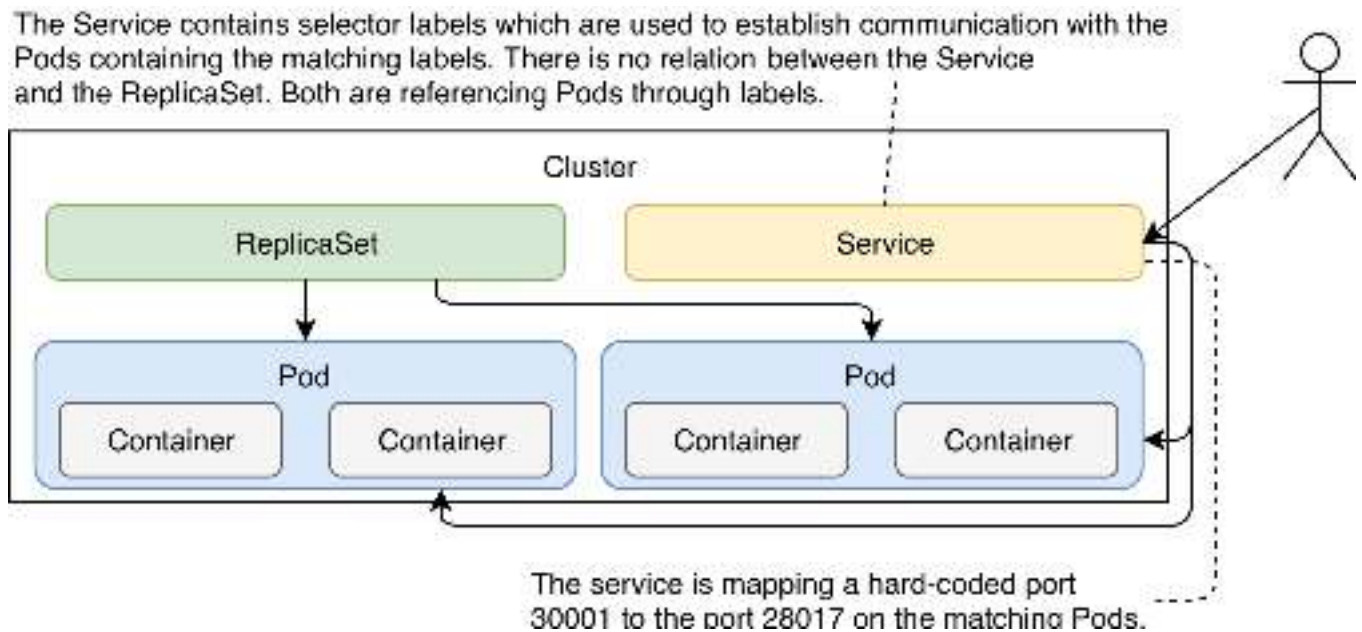 The Service contains selector labels which are used to establish communication with the
Pods containing the matching labels. There is no relation between the Service
and the ReplicaSet. Both are referencing Pods through labels.
Cluster
ReplicaSet
Service
Pod
Pod
Container
Container
Container
Container
The service is mapping a hard-coded port
30001 to the port 28017 on the matching Pods.